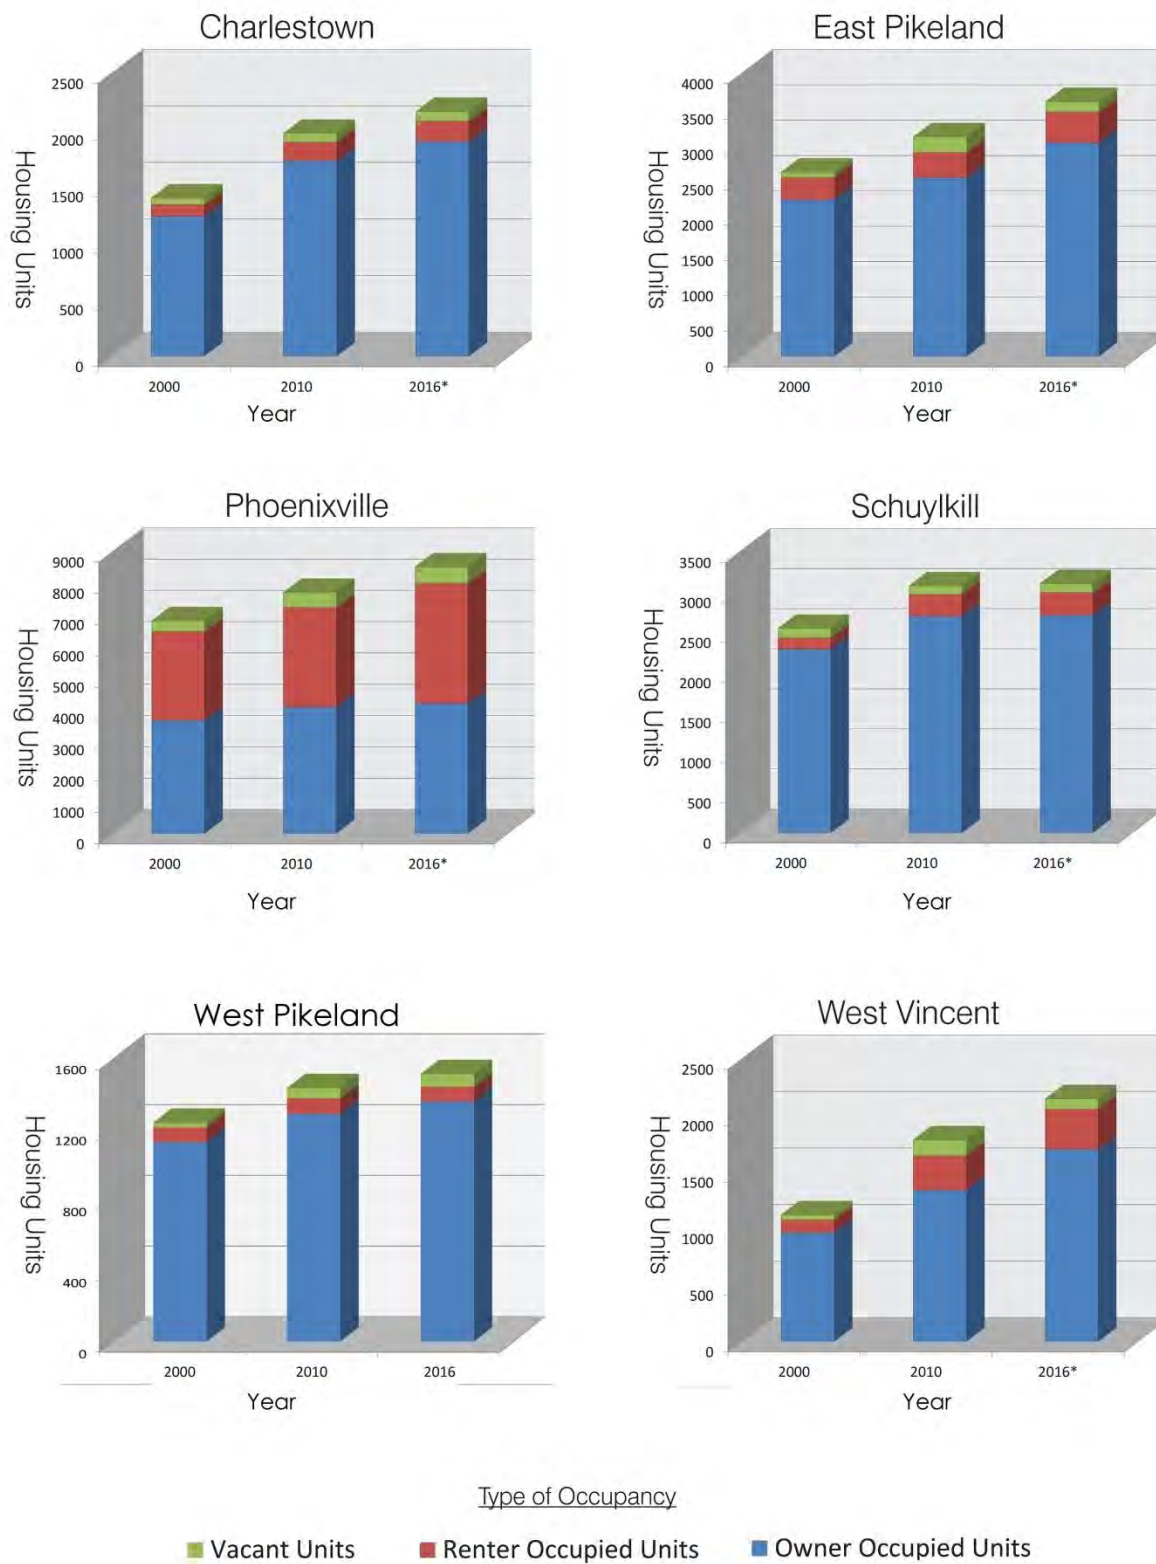 Charlestown
Housing Units
2500
2000
1500
1000
500
0
2000 2010 2016*
Year
East Pikeland
Housing Units
4000
3500
3000
2500
2000
1500
1000
500
0
2000 2010 2016*
Year
Phoenixville
Housing Units
9000
8000
7000
6000
5000
4000
3000
2000
1000
0
2000 2010 2016*
Year
Schuylkill
Housing Units
3500
3000
2500
2000
1500
1000
500
0
2000 2010 2016*
Year
West Pikeland
Housing Units
1600
1200
800
400
0
2000 2010 2016
Year
West Vincent
Housing Units
2500
2000
1500
1000
500
0
2000 2010 2016*
Year
Type of Occupancy
Vacant Units Renter Occupied Units Owner Occupied Units